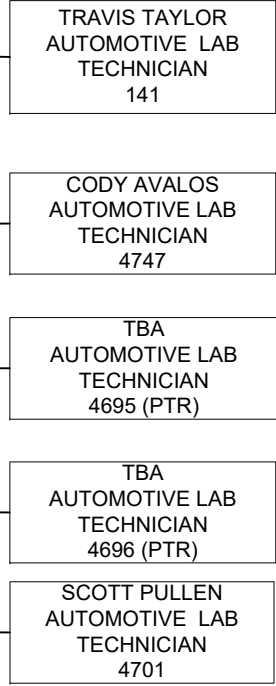 TRAVIS TAYLOR
AUTOMOTIVE LAB
TECHNICIAN
141
CODY AVALOS
AUTOMOTIVE LAB
TECHNICIAN
4747
TBA
AUTOMOTIVE LAB
TECHNICIAN
4695 (PTR)
TBA
AUTOMOTIVE LAB
TECHNICIAN
4696 (PTR)
SCOTT PULLEN
AUTOMOTIVE LAB
TECHNICIAN
4701